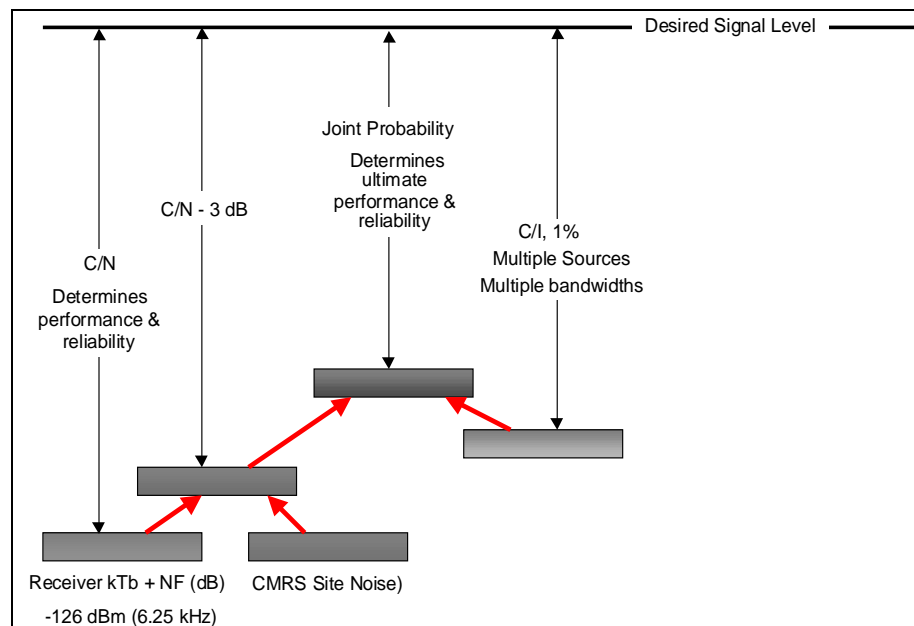 Desired Signal Level
Joint Probability
Determines
ultimate
performance &
reliability
C/N - 3 dB
C/I, 1%
Multiple Sources
Multiple bandwidths
C/N
Determines
performance &
reliability
Receiver kTb + NF (dB)
-126 dBm (6.25 kHz)
CMRS Site Noise)